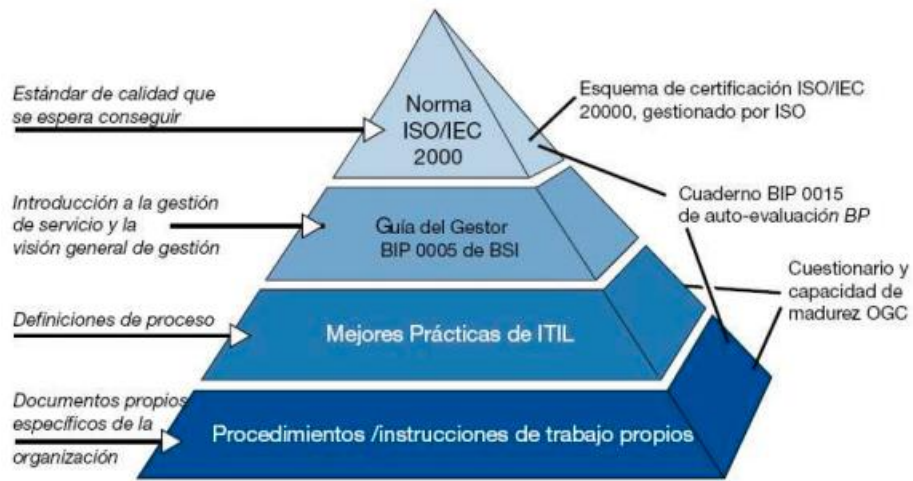 Estándar de calidad que
se espera conseguir
Introducción a la gestión
de servicio y la
visión general de gestión
Definiciones de proceso
Documentos propios
específicos de la
organización
Norma
ISO/IEC
2000
Guía del Gestor
BIP 0005 de BSI
Mejores Prácticas de ITIL
Procedimientos /instrucciones de trabajo propios
Esquema de certificación ISO/IEC
20000, gestionado por ISO
Cuaderno BIP 0015
de auto-evaluación BP
Cuestionario y
capacidad de
madurez OGC